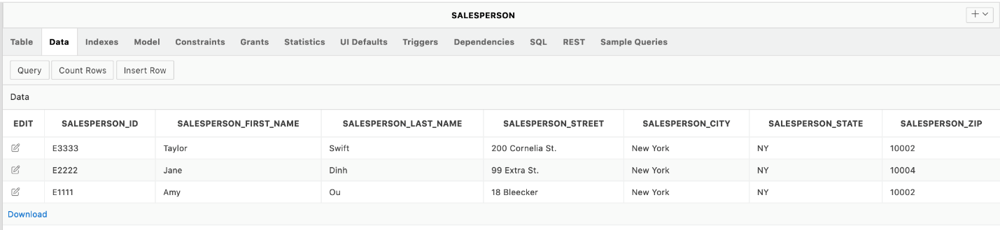 SALESPERSON
Table Data Indexes Model Constraints Grants Statistics UI Defaults Triggers Dependencies SQL REST Sample Queries
Query Count Rows Insert Row
Data
EDIT SALESPERSON_ID SALESPERSON_FIRST_NAME SALESPERSON_LAST_NAME SALESPERSON_STREET SALESPERSON_CITY SALESPERSON_STATE SALESPERSON_ZIP
E3333 Taylor Swift 200 Cornelia St. New York NY 10002
E2222 Jane Dinh 99 Extra St. New York NY 10004
E1111 Amy Ou 18 Bleecker New York NY 10002
Download